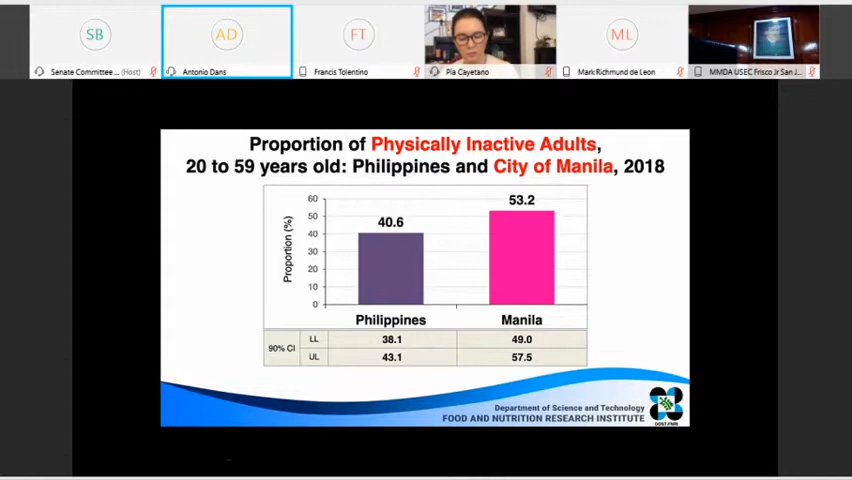 SB
AD
FT
ML
Senate Committee ... (Host)
Antonio Dans
Francis Tolentino
Pia Cayetano
Mark Richmund de Leon
MMDA USEC Frisco Jr San J...
Proportion of Physically Inactive Adults,
20 to 59 years old: Philippines and City of Manila, 2018
Proportion (%)
60
50
40
30
20
10
0
40.6
53.2
Philippines
Manila
90% CI
LL
38.1
49.0
UL
43.1
57.5
Department of Science and Technology
FOOD AND NUTRITION RESEARCH INSTITUTE
DOST-FNRI